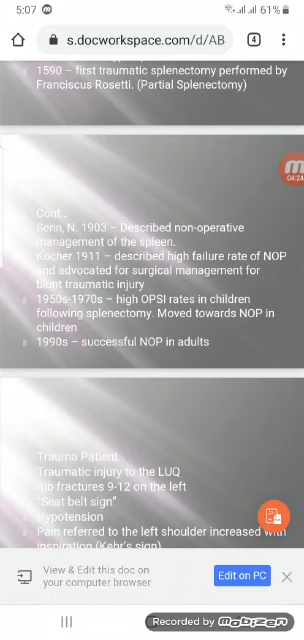 5:07
61%
s.docworkspace.com/d/AB
4
1590 – first traumatic splenectomy performed by
Franciscus Rosetti. (Partial Splenectomy)
04:24
Cont…
Senn, N. 1903 – Described non-operative
management of the spleen.
Kocher 1911 – described high failure rate of NOP
and advocated for surgical management for
blunt traumatic injury
1950s-1970s – high OPSI rates in children
following splenectomy. Moved towards NOP in
children
1990s – successful NOP in adults
Trauma Patient
Traumatic injury to the LUQ
Rib fractures 9-12 on the left
“Seat belt sign”
Hypotension
Pain referred to the left shoulder increased with
inspiration (Kehr's sign)
View & Edit this doc on
your computer browser
Edit on PC
Recorded by mobizen